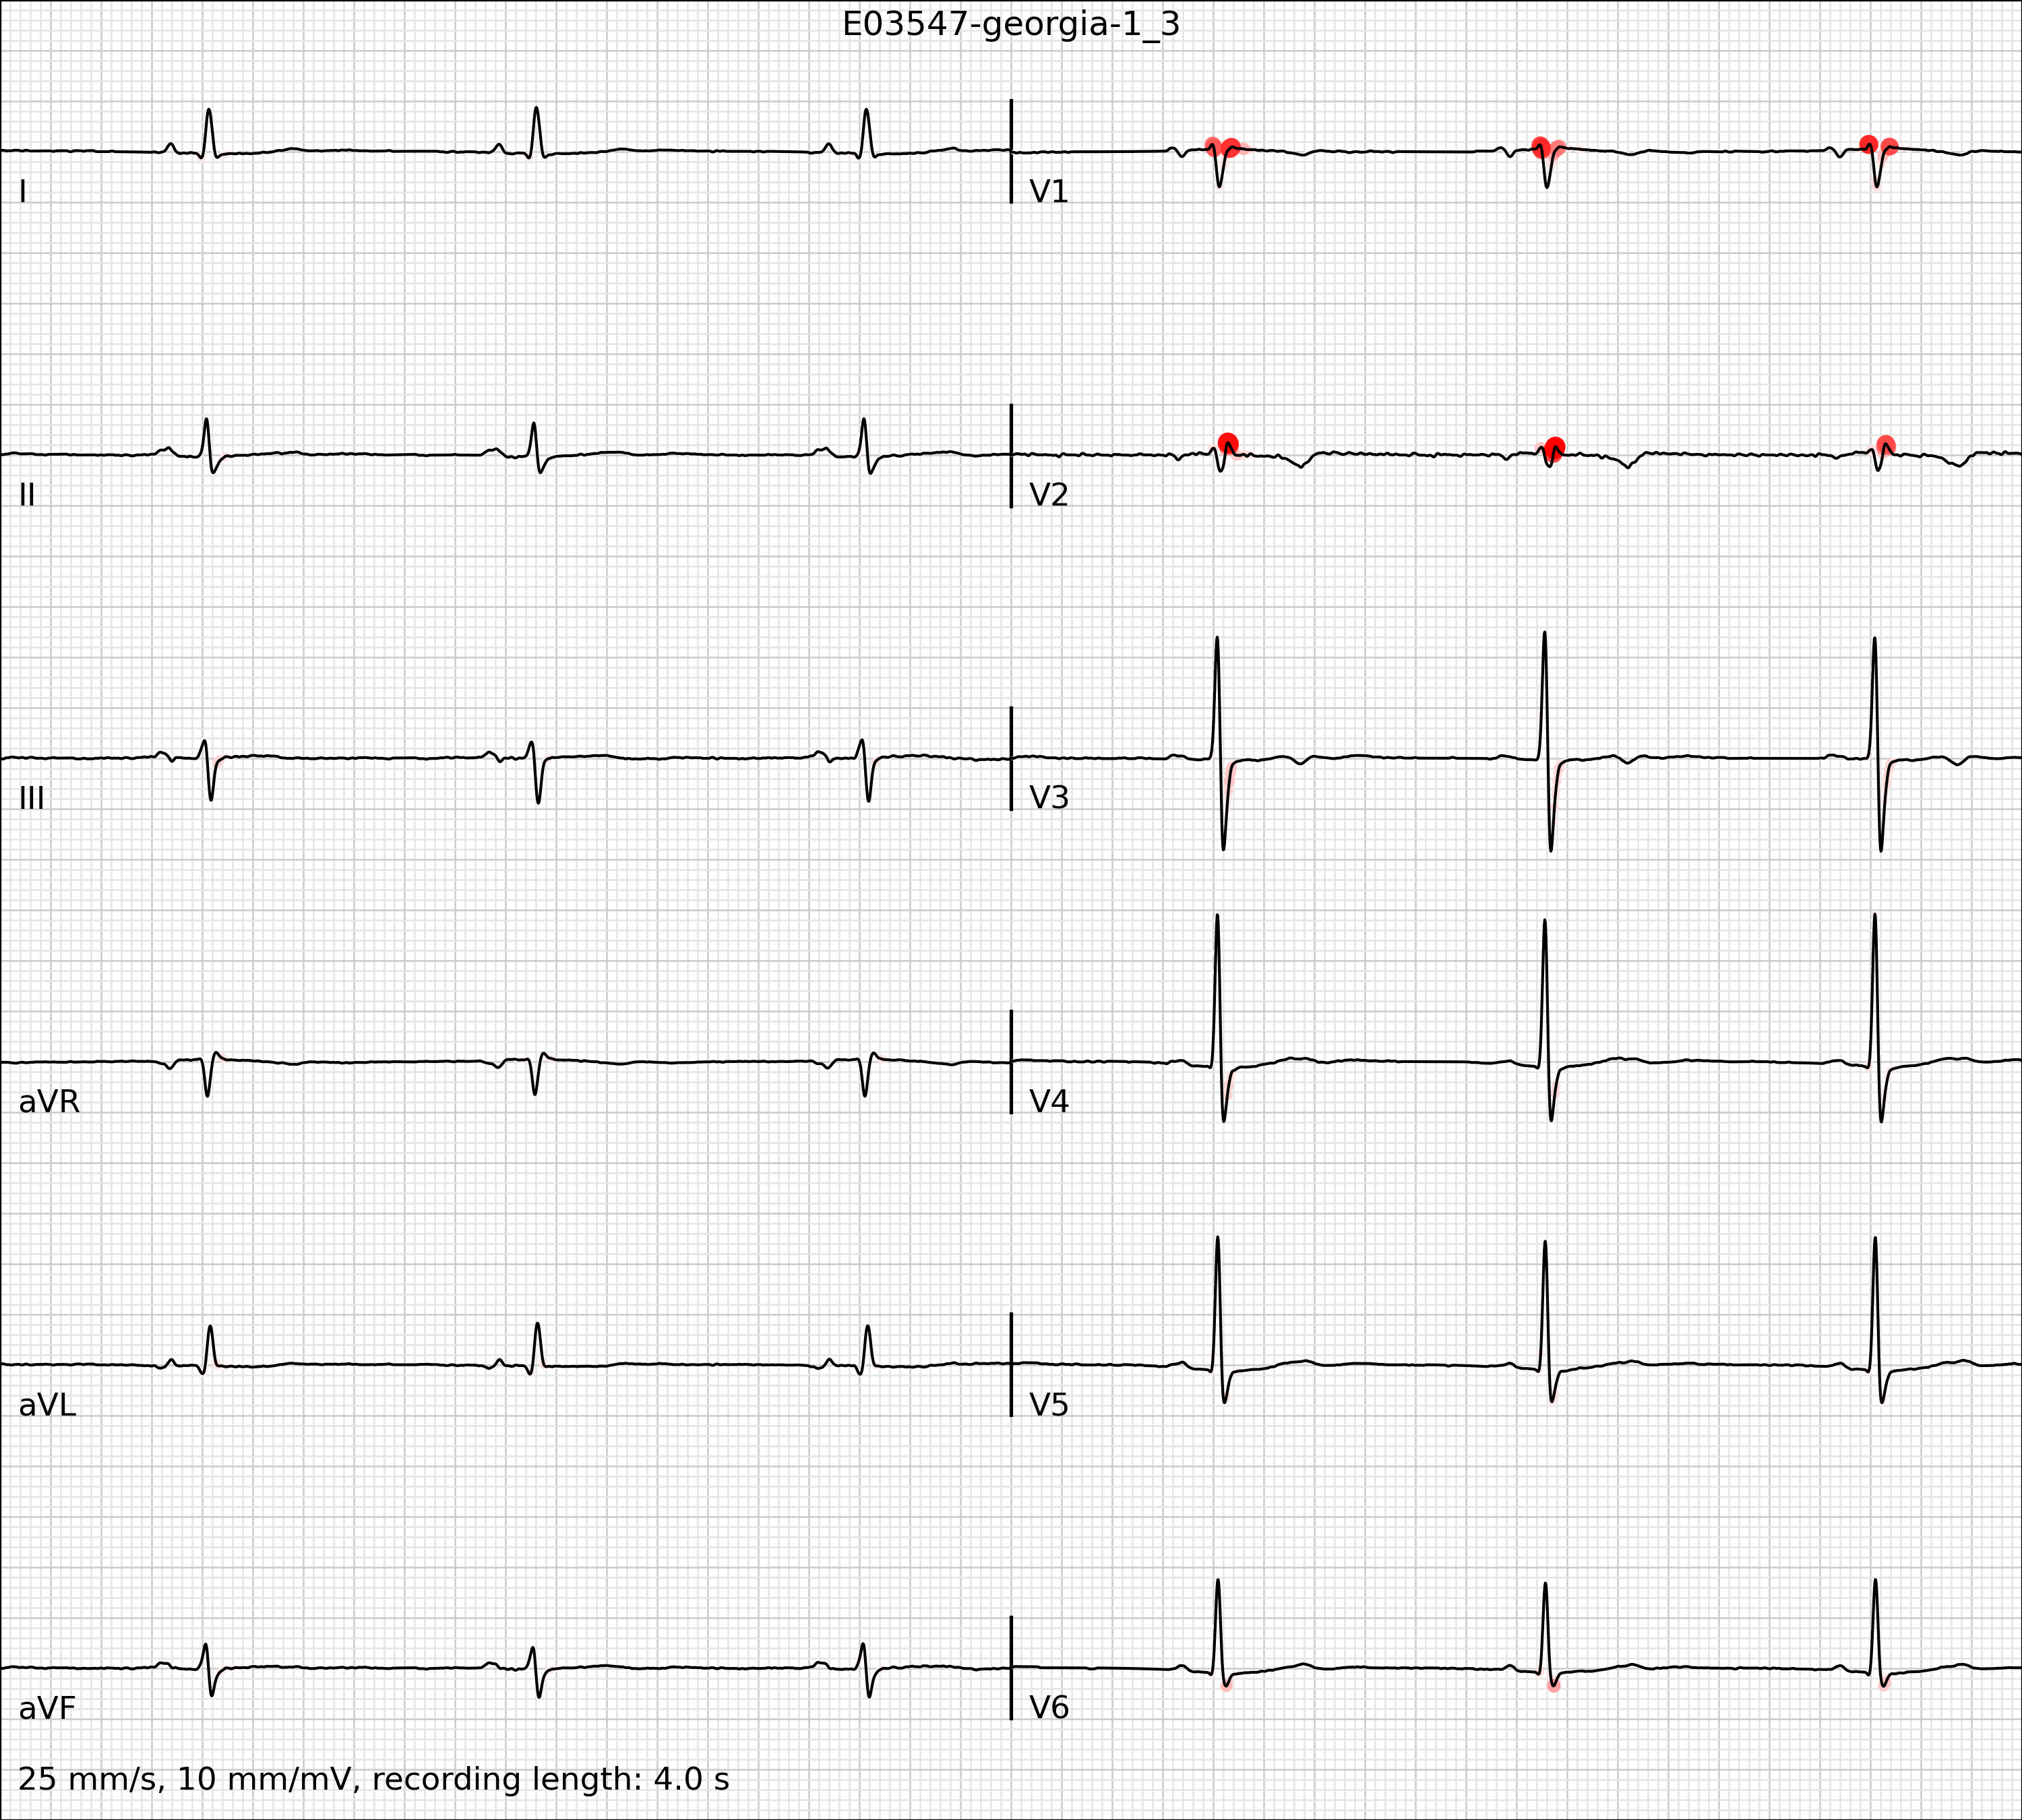 E03547-georgia-1_3
I
V1
II
V2
III
V3
aVR
V4
aVL
V5
aVF
V6
25 mm/s, 10 mm/mV, recording length: 4.0 s